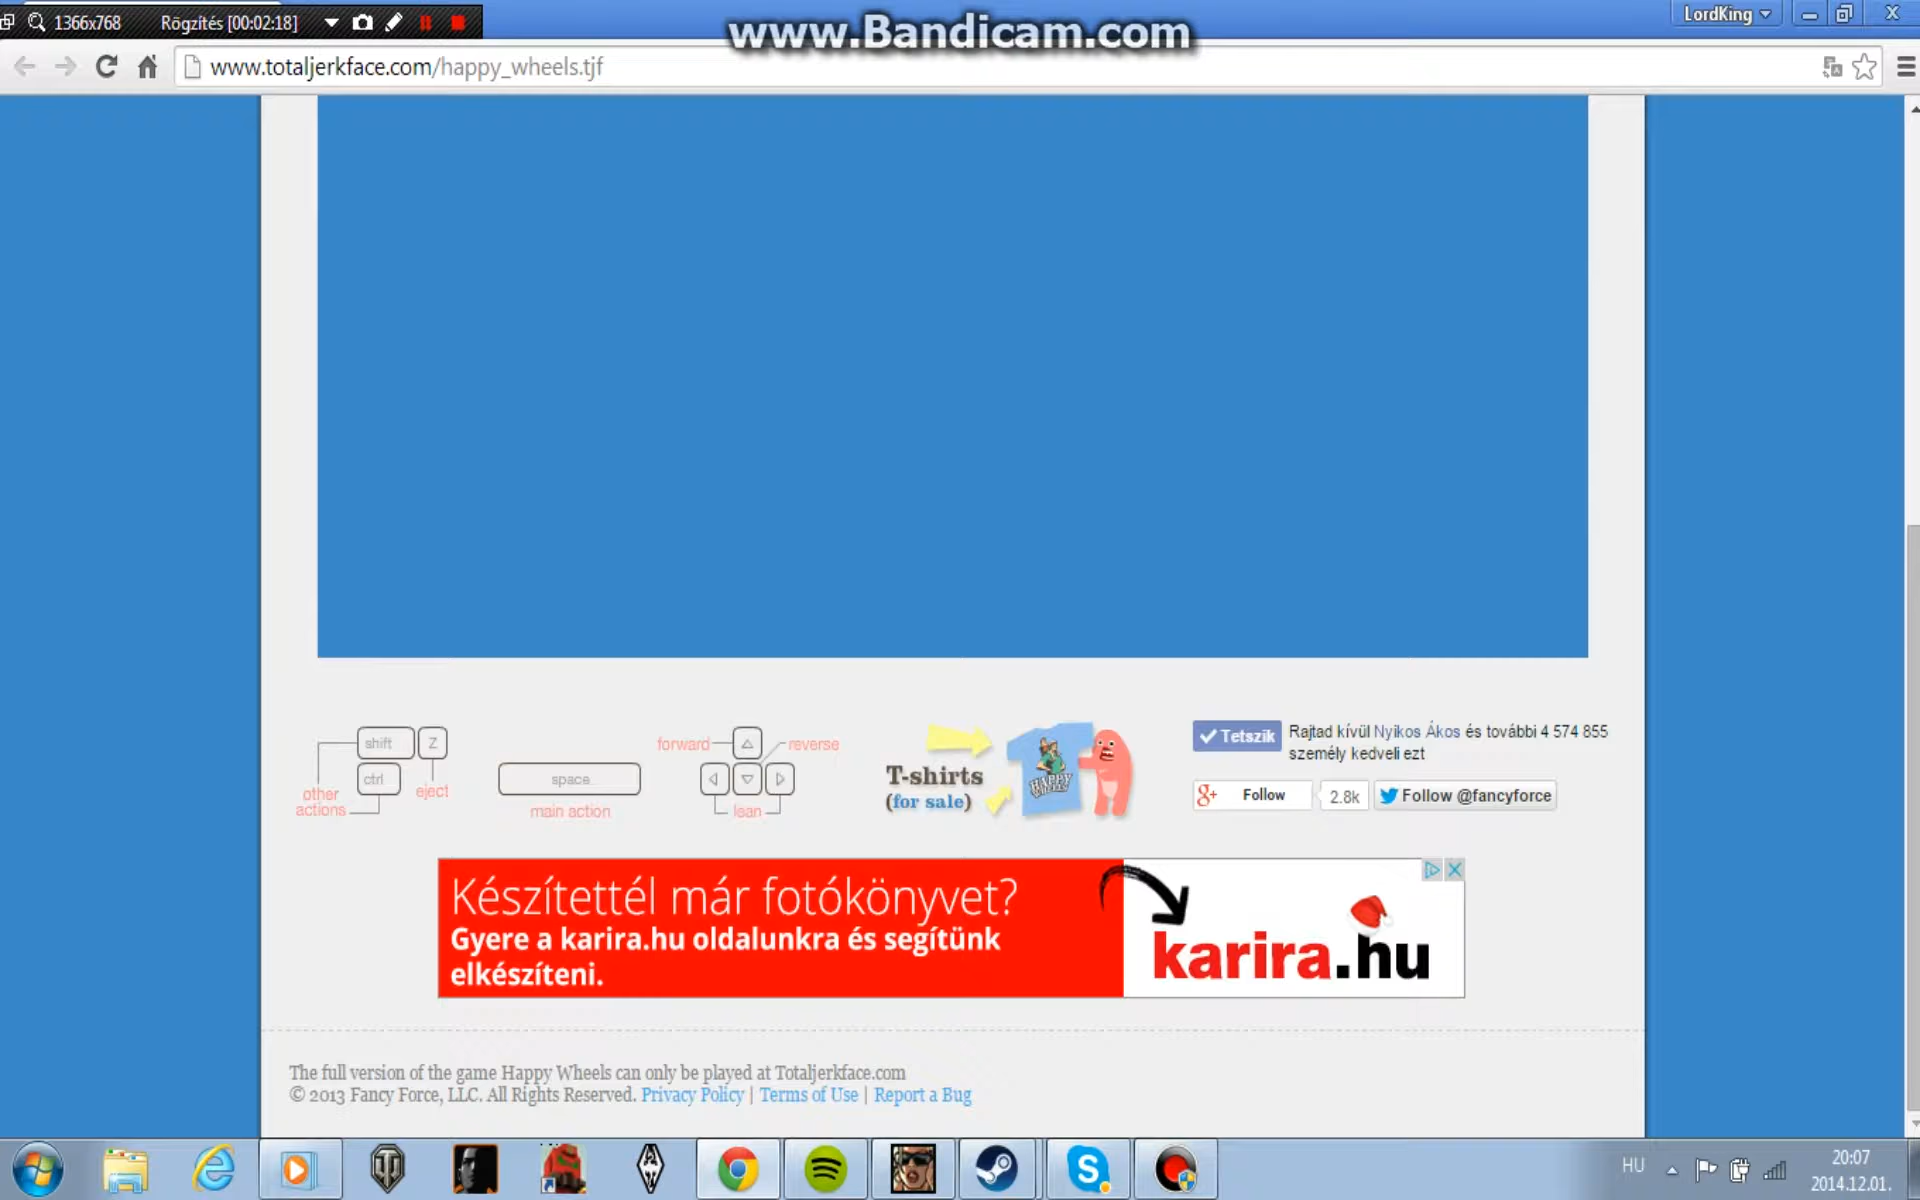 1366x768 Rögzítés [00:02:18]
www.Bandicam.com
LordKing
www.totaljerkface.com/happy_wheels.tjf
shift Z
ctrl
other
actions
eject
space
main action
forward reverse
lean
T-shirts
(for sale)
HAPPY WHEELS
Tetszik Rajtad kívül Nyikos Ákos és további 4 574 855
személy kedveli ezt
g+ Follow 2.8k Follow @fancyforce
Készítettél már fotókönyvet?
Gyere a karira.hu oldalunkra és segítünk
elkészíteni.
karira.hu
The full version of the game Happy Wheels can only be played at Totaljerkface.com
© 2013 Fancy Force, LLC. All Rights Reserved. Privacy Policy | Terms of Use | Report a Bug
HU
20:07
2014.12.01.